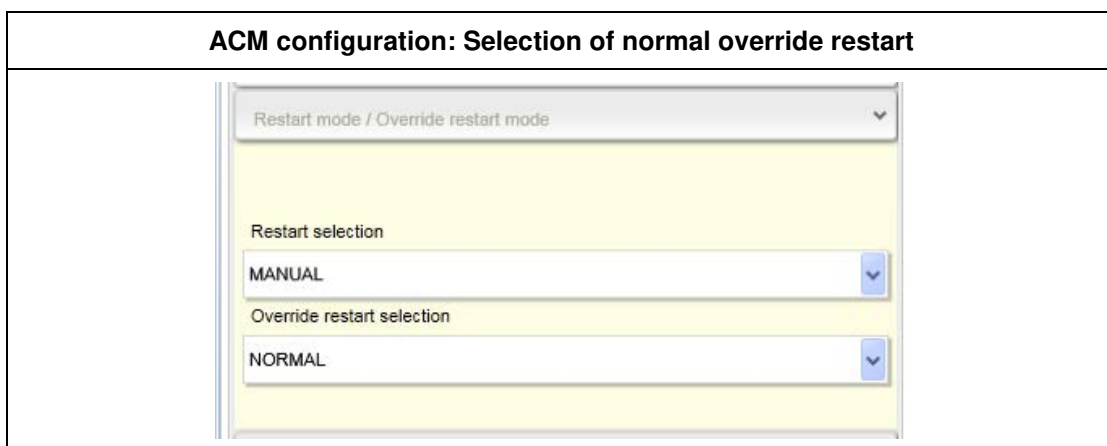 ACM configuration: Selection of normal override restart
Restart mode / Override restart mode
Restart selection
MANUAL
Override restart selection
NORMAL